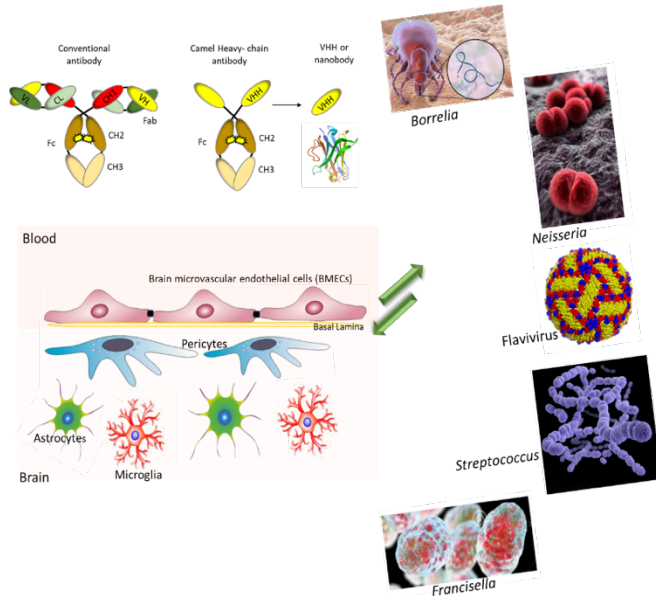 Conventional
antibody
VL
CL
CH1
VH
Fab
Fc
CH2
CH3
Camel Heavy- chain
antibody
VHH
Fc
CH2
CH3
VHH or
nanobody
VHH
Borrelia
Neisseria
Flavivirus
Streptococcus
Francisella
Blood
Brain microvascular endothelial cells (BMECs)
Basal Lamina
Pericytes
Astrocytes
Microglia
Brain